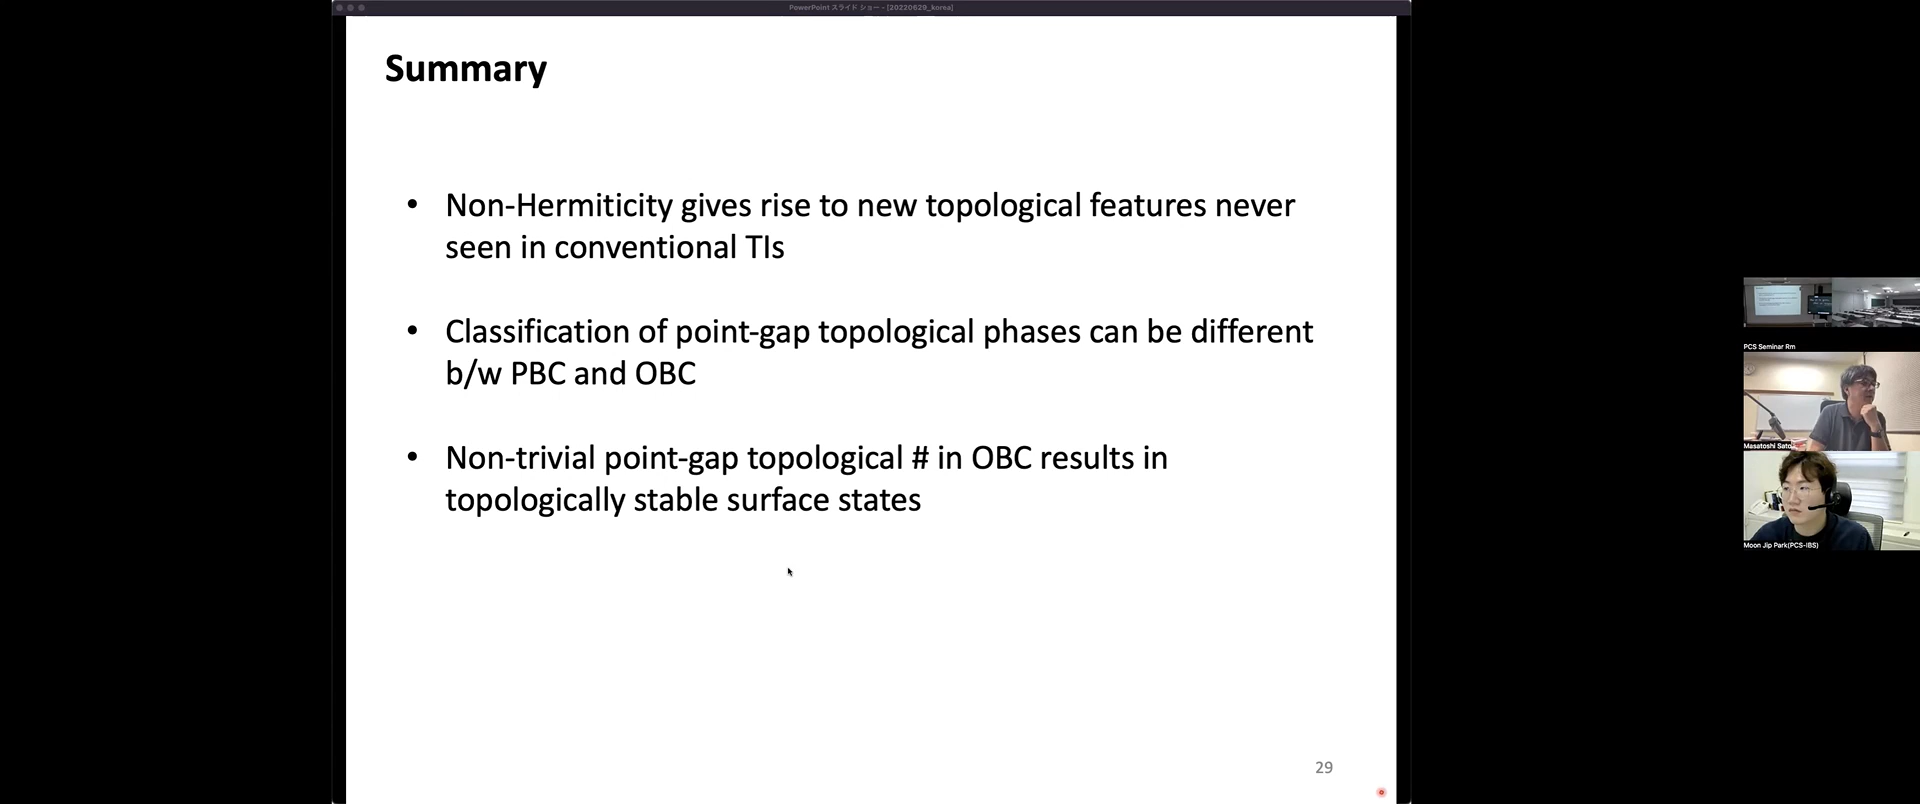 PowerPoint スライド ショー - [20220629_korea]
Summary
• Non-Hermiticity gives rise to new topological features never
seen in conventional TIs
• Classification of point-gap topological phases can be different
b/w PBC and OBC
• Non-trivial point-gap topological # in OBC results in
topologically stable surface states
29
PCS Seminar Rm
Masatoshi Sato
Moon Jip Park(PCS-IBS)